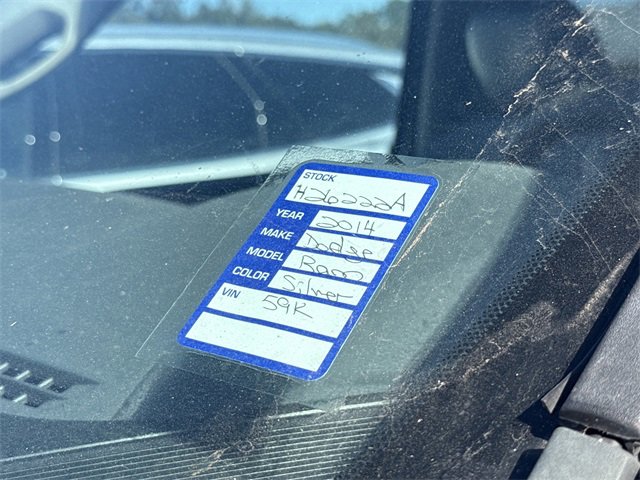 STOCK
H26222A
YEAR 2014
MAKE Dodge
MODEL Ram
COLOR Silver
VIN 59K